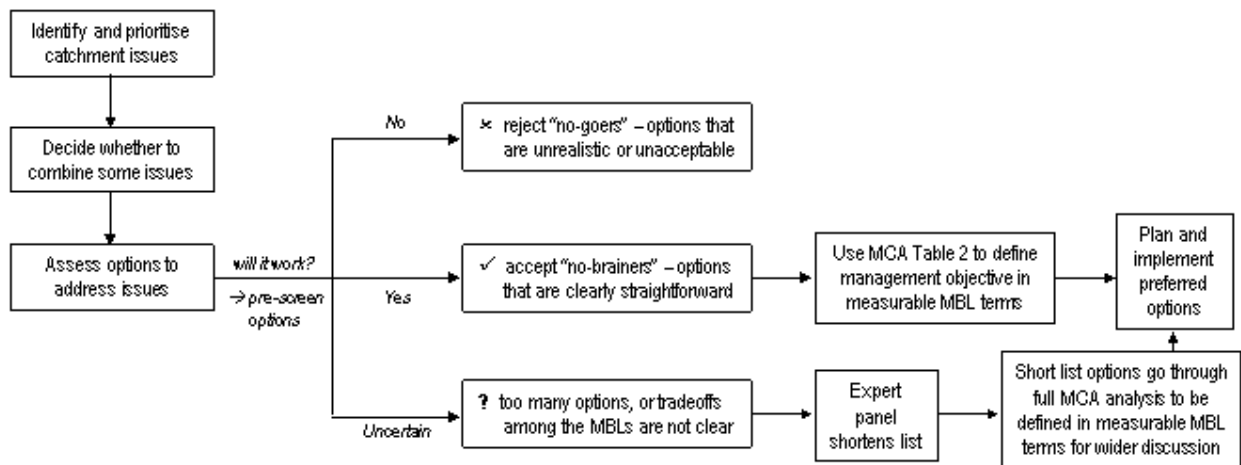 Identify and prioritise
catchment issues
Decide whether to
combine some issues
Assess options to
address issues
will it work?
→ pre-screen
options
No
× reject “no-goers” – options that
are unrealistic or unacceptable
Yes
✓ accept “no-brainers” – options
that are clearly straightforward
Use MCA Table 2 to define
management objective in
measurable MBL terms
Plan and
implement
preferred
options
Uncertain
? too many options, or tradeoffs
among the MBLs are not clear
Expert
panel
shortens list
Short list options go through
full MCA analysis to be
defined in measurable MBL
terms for wider discussion